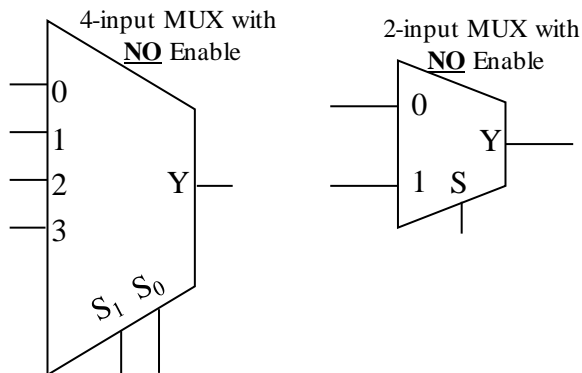 4-input MUX with
NO Enable
0
1
2
3
Y
S1
S0
2-input MUX with
NO Enable
0
1
Y
S